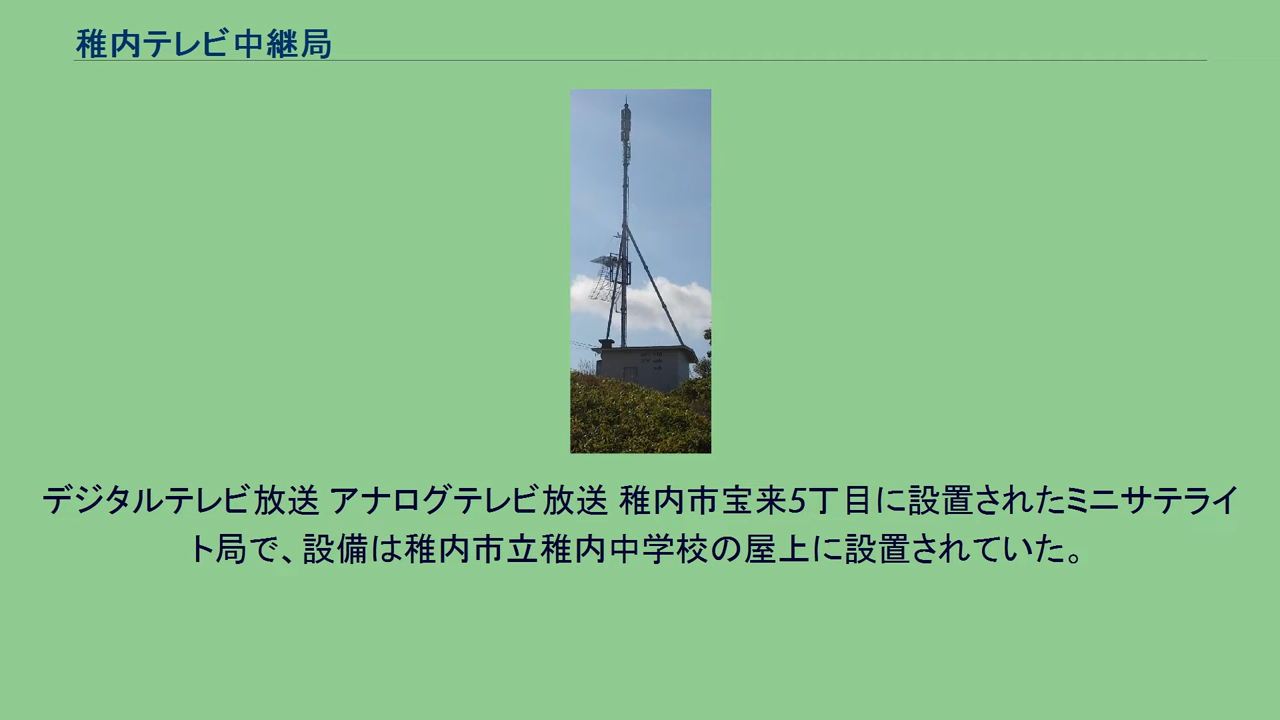 稚内テレビ中継局
デジタルテレビ放送 アナログテレビ放送 稚内市宝来5丁目に設置されたミニサテライ
ト局で、設備は稚内市立稚内中学校の屋上に設置されていた。